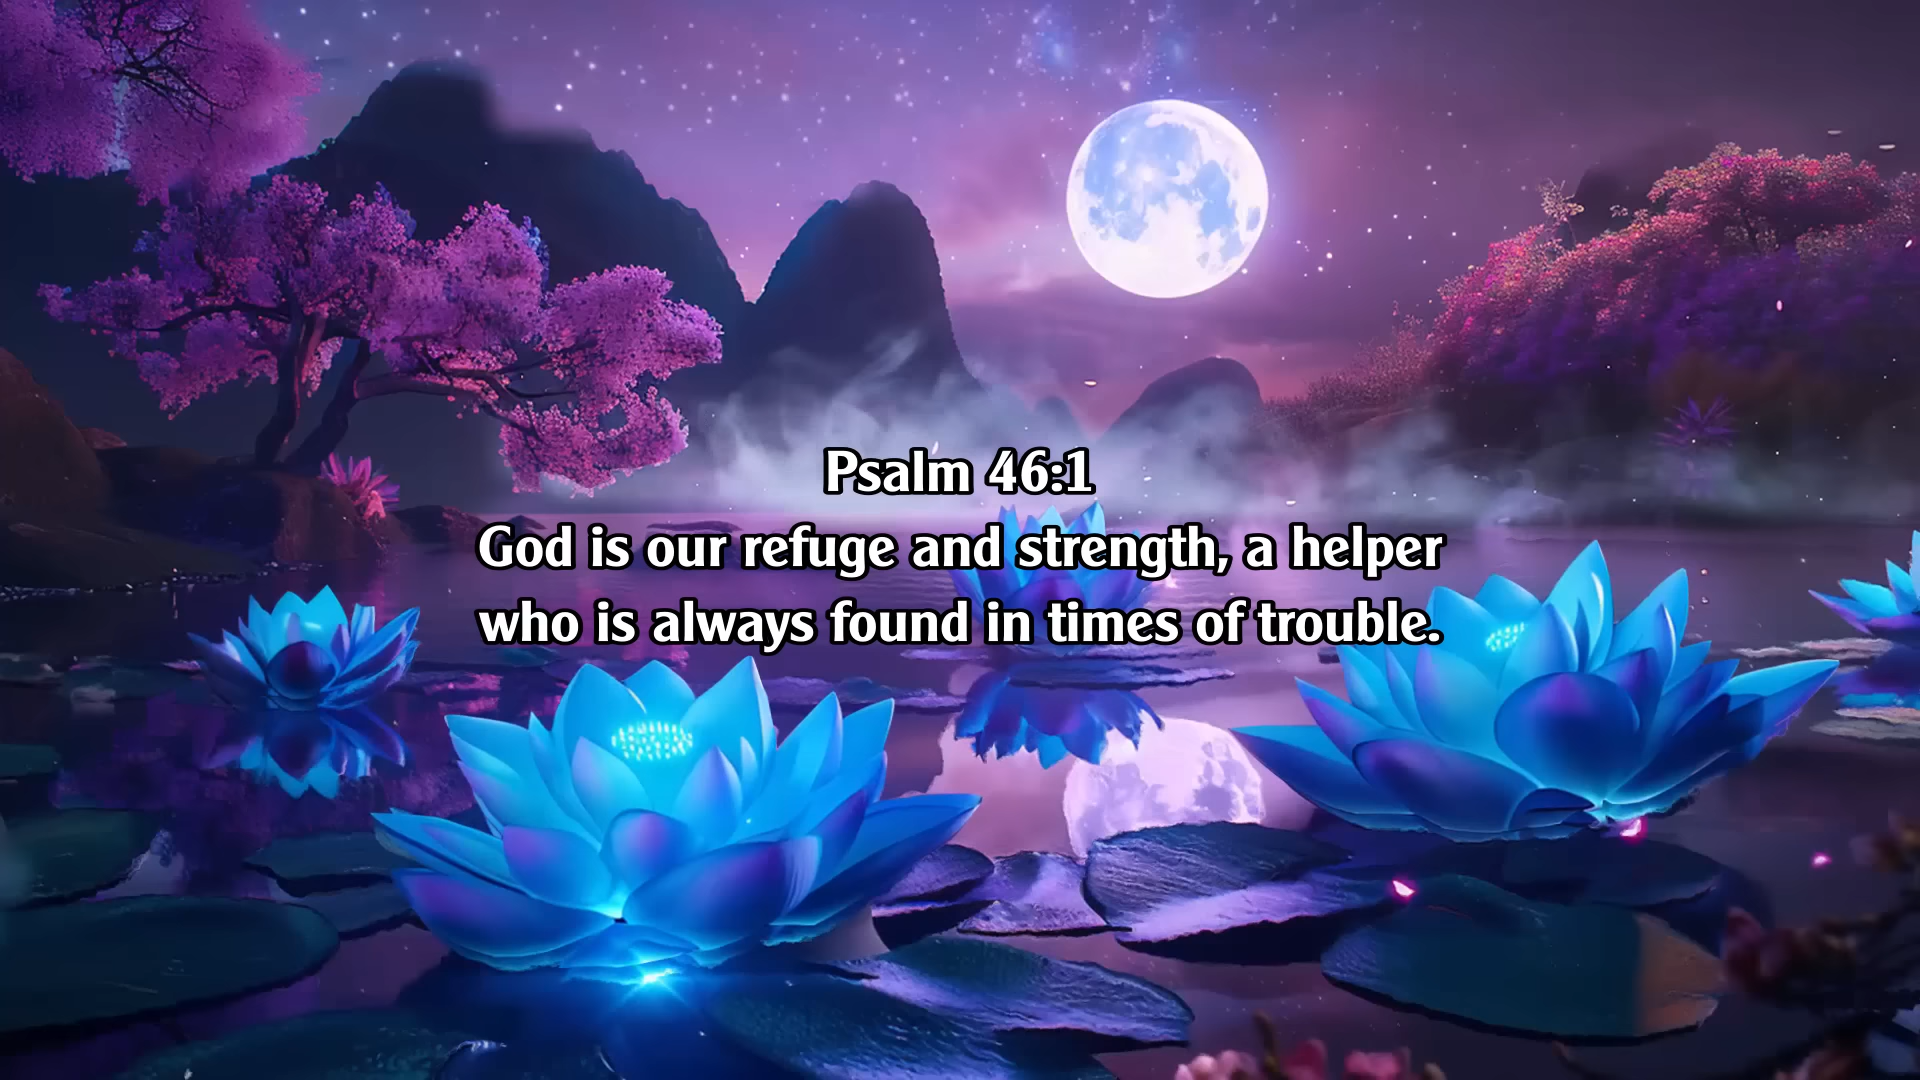 Psalm 46:1
God is our refuge and strength, a helper
who is always found in times of trouble.